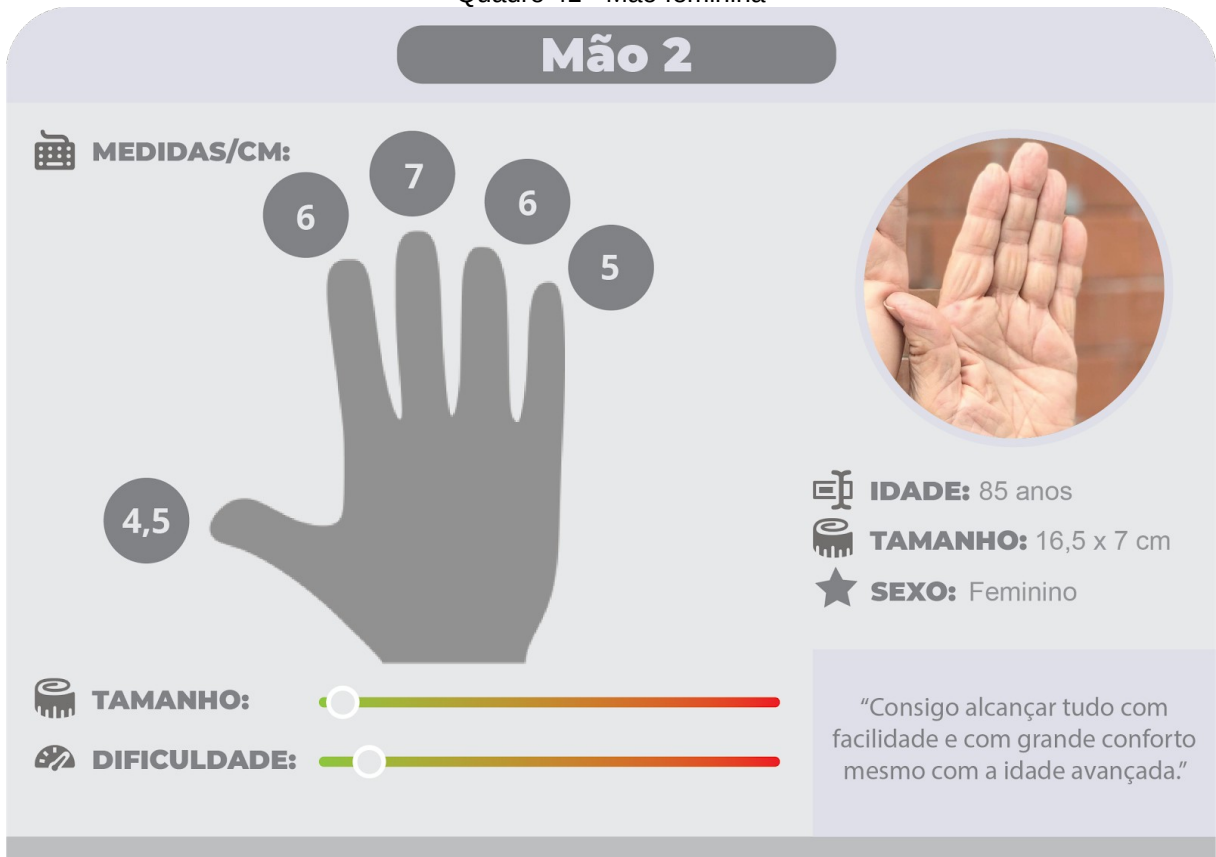 Mão 2
MEDIDAS/CM:
6
7
6
5
4,5
IDADE: 85 anos
TAMANHO: 16,5 x 7 cm
SEXO: Feminino
TAMANHO:
DIFICULDADE:
“Consigo alcançar tudo com
facilidade e com grande conforto
mesmo com a idade avançada.”